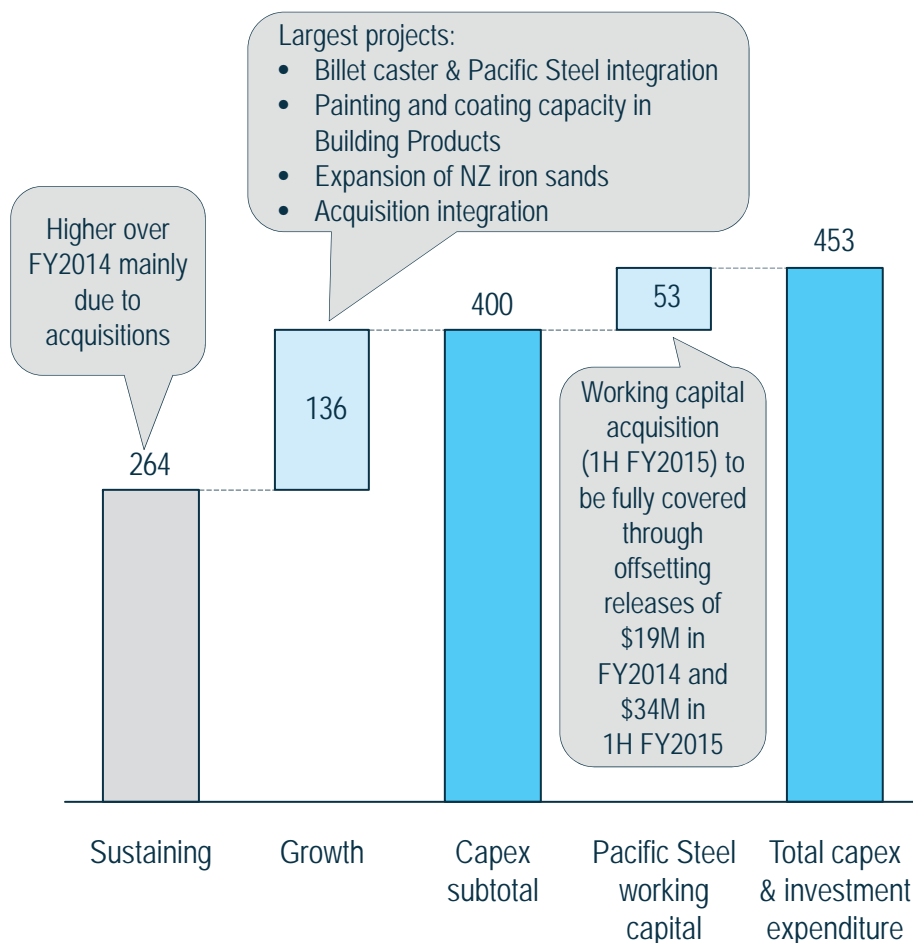 Largest projects:
• Billet caster & Pacific Steel integration
• Painting and coating capacity in
Building Products
• Expansion of NZ iron sands
• Acquisition integration
Higher over
FY2014 mainly
due to
acquisitions
264
136
400
53
453
Working capital
acquisition
(1H FY2015) to
be fully covered
through
offsetting
releases of
$19M in
FY2014 and
$34M in
1H FY2015
Sustaining
Growth
Capex
subtotal
Pacific Steel
working
capital
Total capex
& investment
expenditure